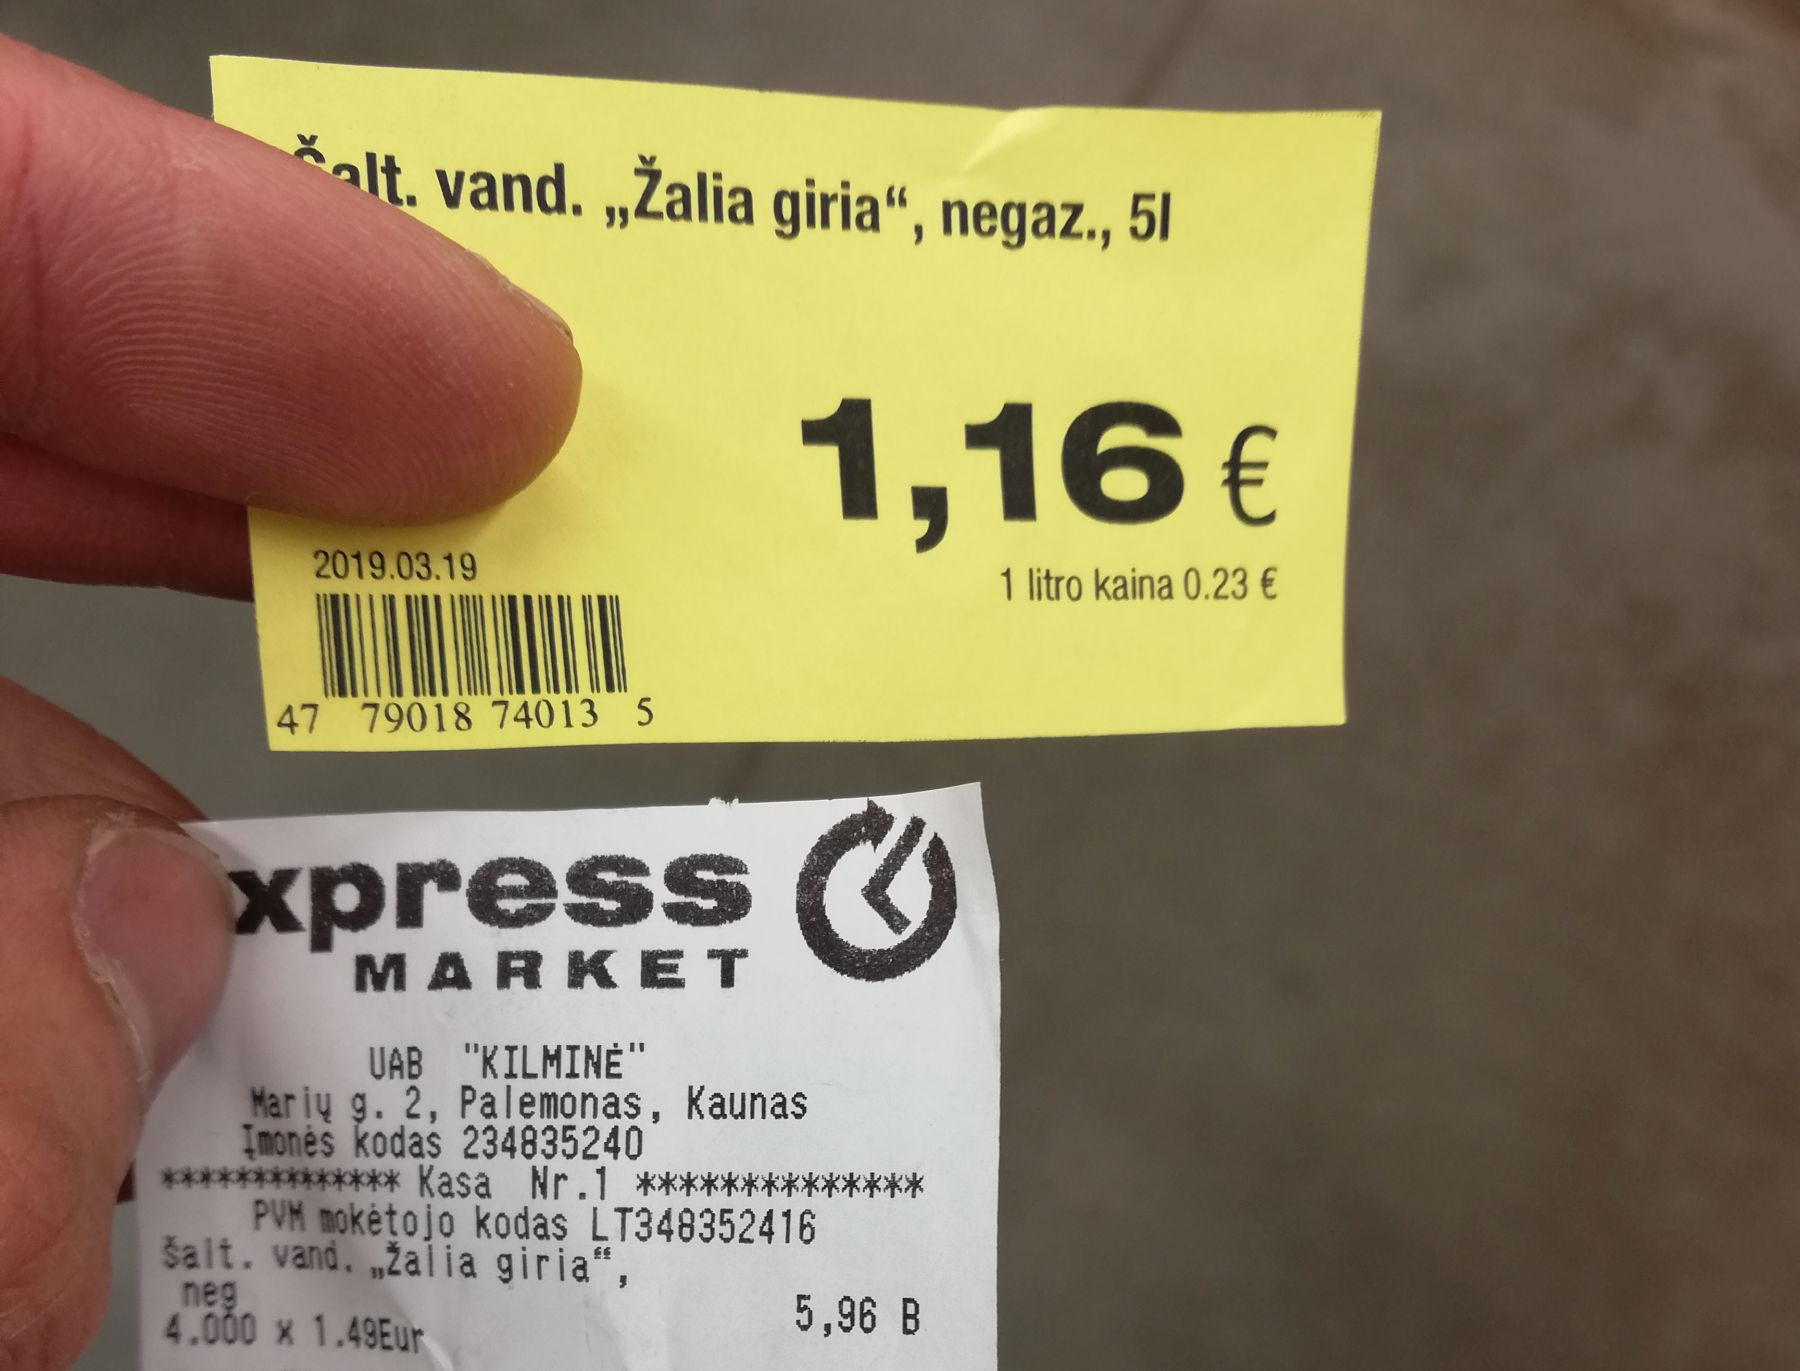 Šalt. vand. „Žalia giria“, negaz., 5l
1,16 €
1 litro kaina 0.23 €
2019.03.19
47 79018 74013 5
xpress
MARKET
UAB "KILMINĖ"
Marių g. 2, Palemonas, Kaunas
Įmonės kodas 234835240
************* Kasa Nr.1 **************
PVM mokėtojo kodas LT348352416
Šalt. vand. „Žalia giria“,
neg
4.000 x 1.49Eur 5,96 B